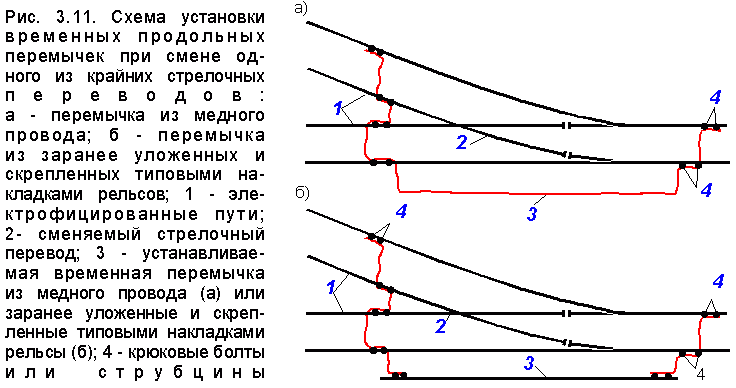 Рис. 3.11. Схема установки
временных продольных
перемычек при смене од-
ного из крайних стрелочных
переводов:
а - перемычка из медного
провода; б - перемычка
из заранее уложенных и
скрепленных типовыми на-
кладками рельсов; 1 - эле-
ктрофицированные пути;
2- сменяемый стрелочный
перевод; 3 - устанавливае-
мая временная перемычка
из медного провода (а) или
заранее уложенные и скреп-
ленные типовыми накладками
рельсы (б); 4 - крюковые болты
или струбцины
а)
1
2
4
4
3
б)
4
1
2
4
3
4